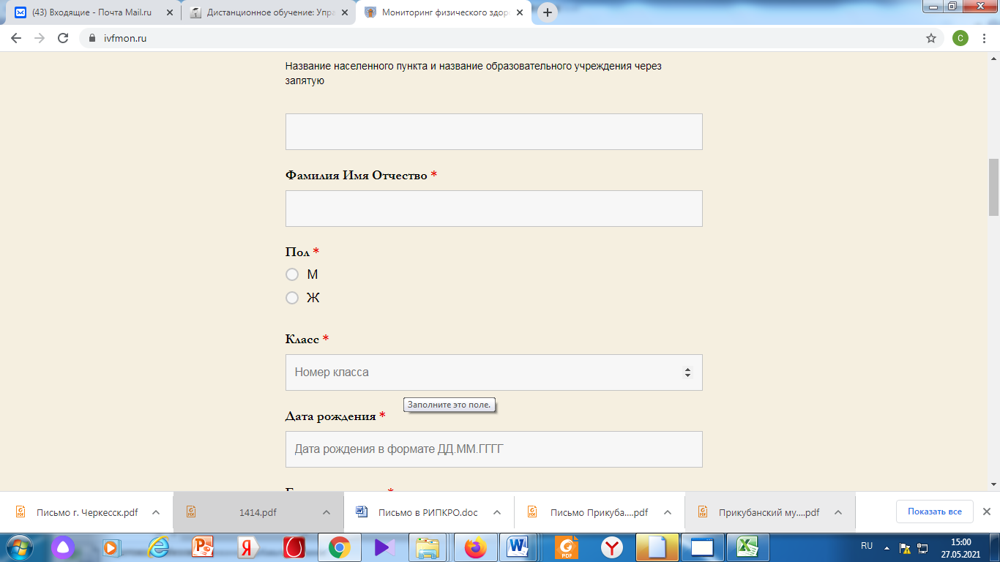 (43) Входящие - Почта Mail.ru
Дистанционное обучение: Упра
Мониторинг физического здор
ivfmon.ru
C
Название населенного пункта и название образовательного учреждения через
запятую
Фамилия Имя Отчество *
Пол *
М
Ж
Класс *
Номер класса
Заполните это поле.
Дата рождения *
Дата рождения в формате ДД.ММ.ГГГГ
Письмо г. Черкесск.pdf
1414.pdf
Письмо в РИПКРО.doc
Письмо Прикуба....pdf
Прикубанский му....pdf
Показать все
RU
15:00
27.05.2021